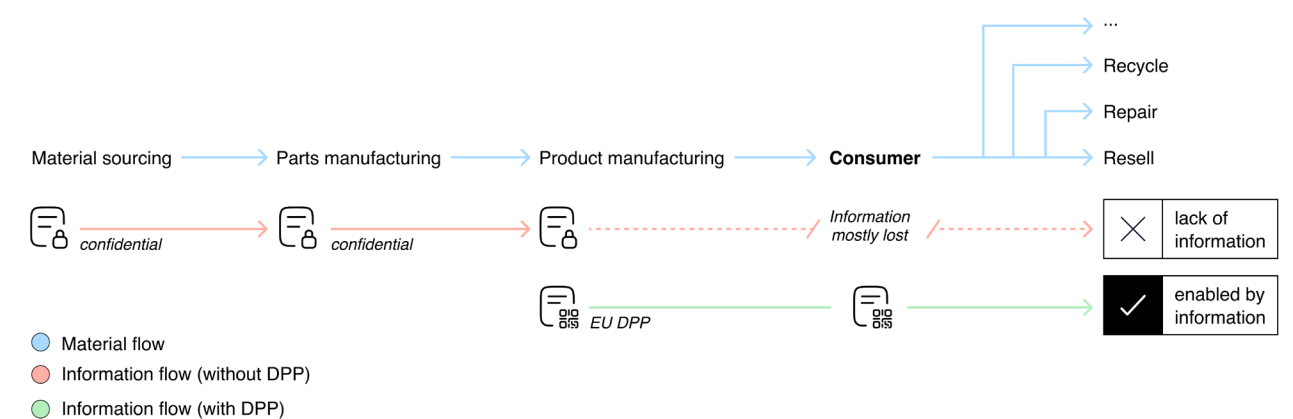 ...
Recycle
Repair
Material sourcing
Parts manufacturing
Product manufacturing
Consumer
Resell
confidential
confidential
Information
mostly lost
lack of
information
EU DPP
enabled by
information
Material flow
Information flow (without DPP)
Information flow (with DPP)